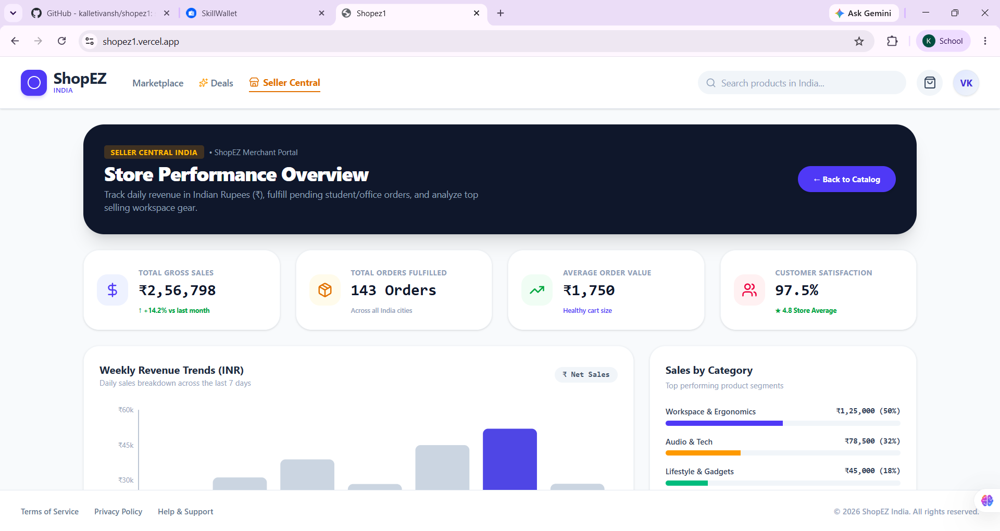 GitHub - kalletivansh/shopez1:
SkillWallet
Shopez1
Ask Gemini
shopez1.vercel.app
K
School
ShopEZ
INDIA
Marketplace
Deals
Seller Central
Search products in India...
VK
SELLER CENTRAL INDIA
• ShopEZ Merchant Portal
Store Performance Overview
Track daily revenue in Indian Rupees (₹), fulfill pending student/office orders, and analyze top
selling workspace gear.
← Back to Catalog
TOTAL GROSS SALES
₹2,56,798
↑ +14.2% vs last month
TOTAL ORDERS FULFILLED
143 Orders
Across all India cities
AVERAGE ORDER VALUE
₹1,750
Healthy cart size
CUSTOMER SATISFACTION
97.5%
★ 4.8 Store Average
Weekly Revenue Trends (INR)
Daily sales breakdown across the last 7 days
₹ Net Sales
₹60k
₹45k
₹30k
Sales by Category
Top performing product segments
Workspace & Ergonomics
₹1,25,000 (50%)
Audio & Tech
₹78,500 (32%)
Lifestyle & Gadgets
₹45,000 (18%)
Terms of Service
Privacy Policy
Help & Support
© 2026 ShopEZ India. All rights reserved.